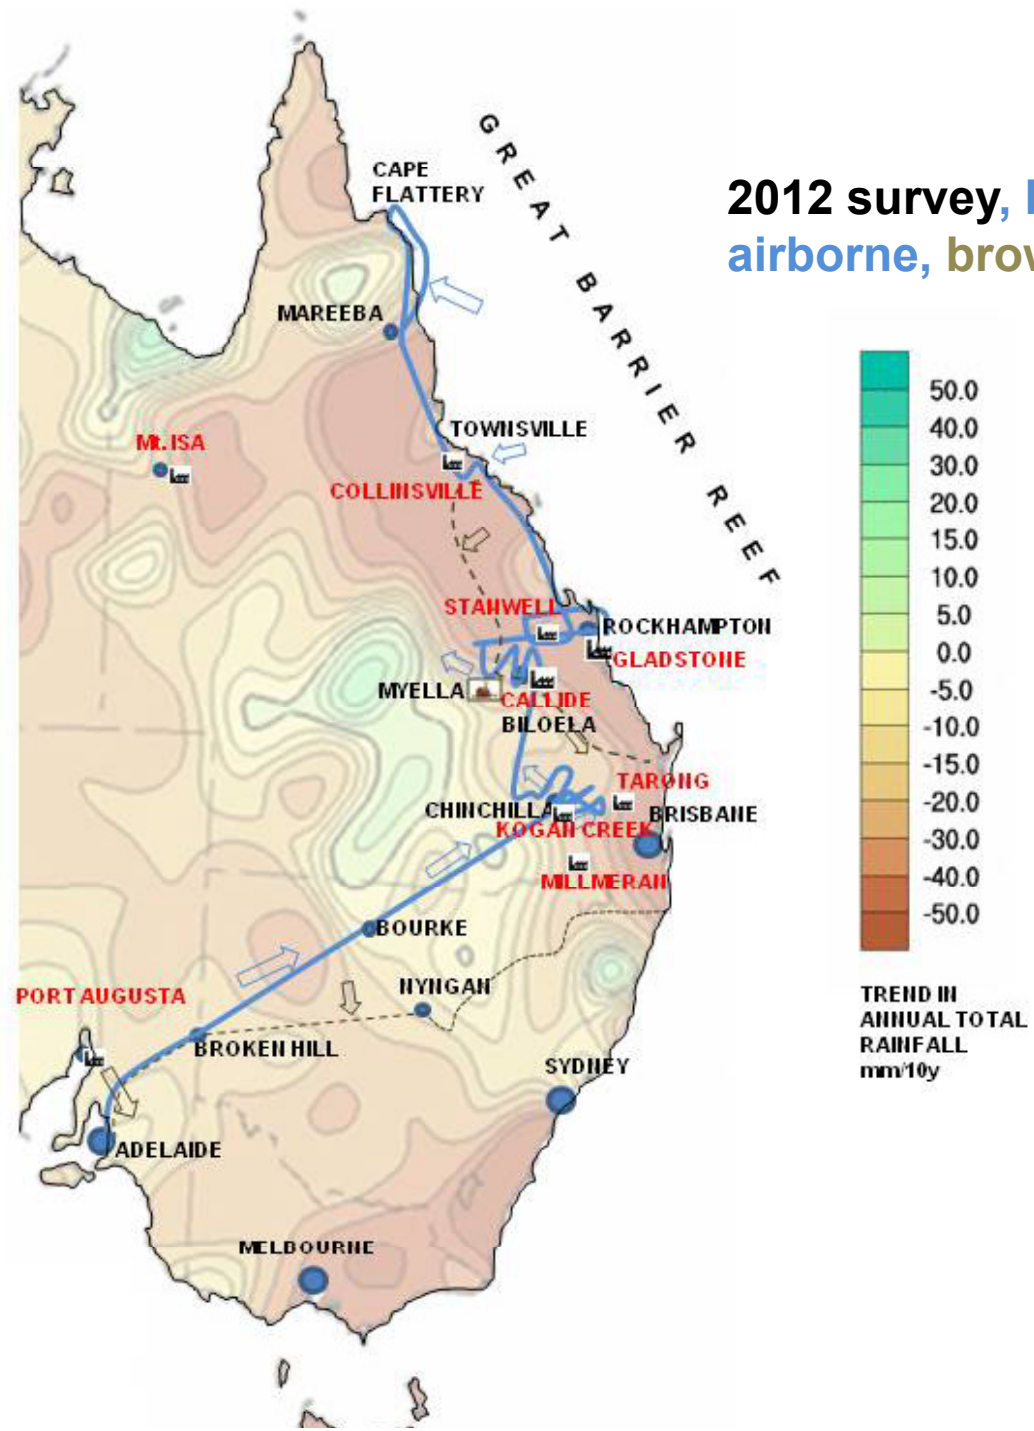 CAPE
FLATTERY
GREAT BARRIER REEF
2012 survey,
airborne,
MAREEBA
TOWNSVILLE
Mt. ISA
COLLINSVILLE
STANWELL
ROCKHAMPTON
GLADSTONE
MYELLA
CALLIDE
BILOELA
TARONG
CHINCHILLA
BRISBANE
KOGAN CREEK
MILLMERAN
BOURKE
NYNGAN
PORT AUGUSTA
BROKEN HILL
SYDNEY
ADELAIDE
MELBOURNE
50.0
40.0
30.0
20.0
15.0
10.0
5.0
0.0
-5.0
-10.0
-15.0
-20.0
-30.0
-40.0
-50.0
TREND IN
ANNUAL TOTAL
RAINFALL
mm/10y